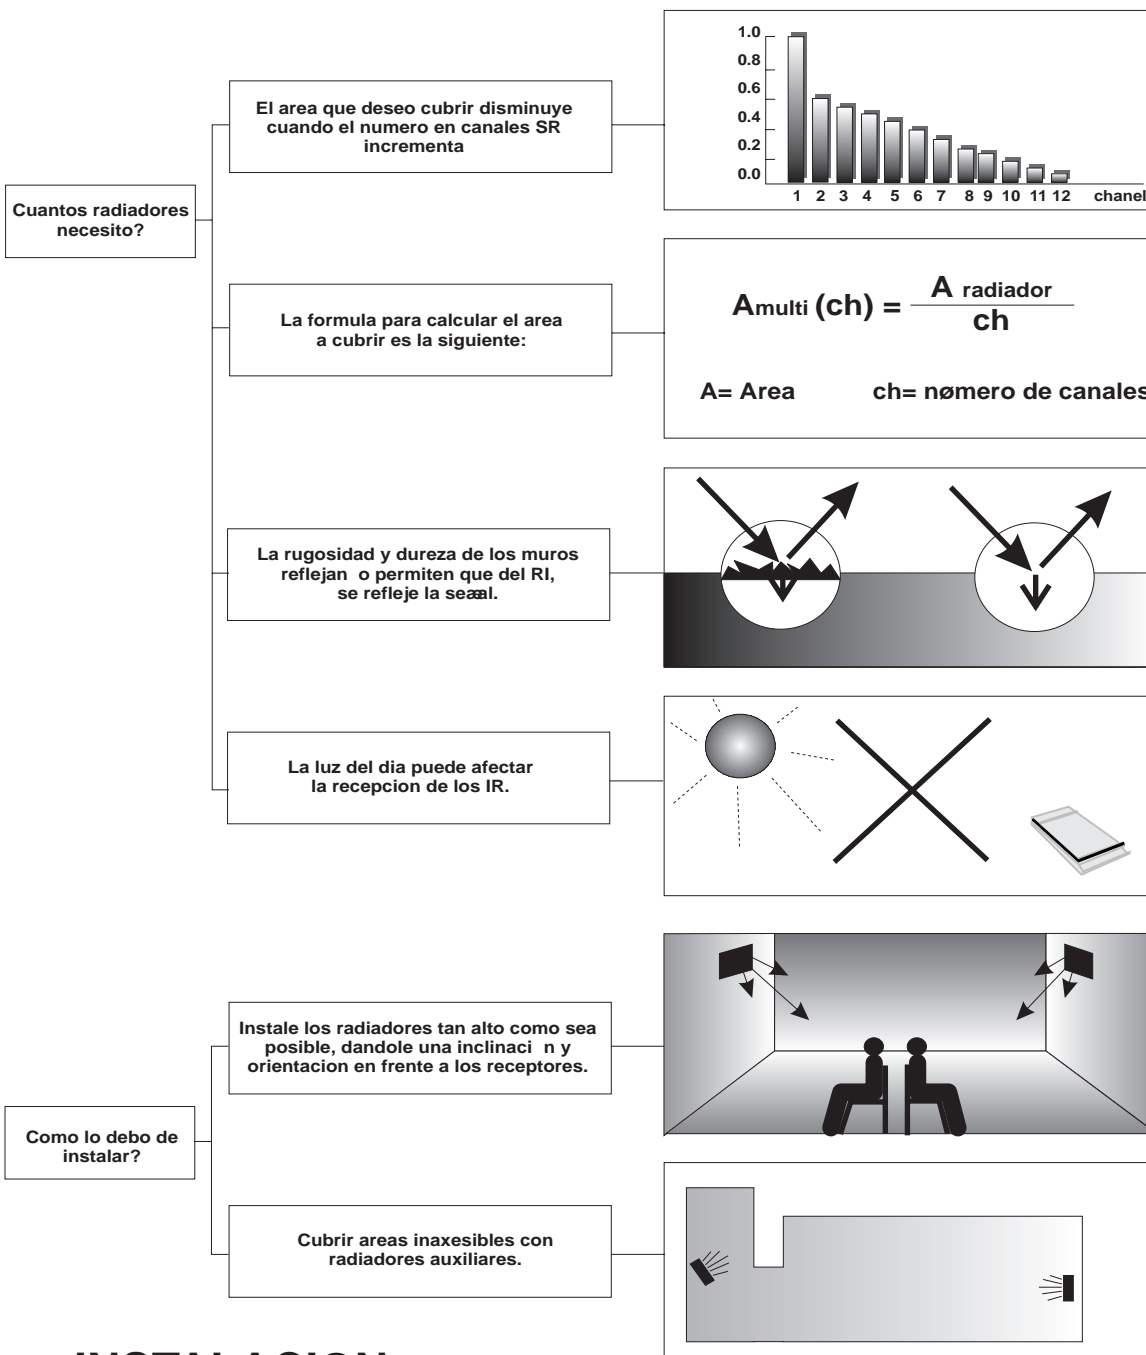 1.0
0.8
0.6
0.4
0.2
0.0
1 2 3 4 5 6 7 8 9 10 11 12 chanel
El area que deseo cubrir disminuye
cuando el numero en canales SR
incrementa
Cuantos radiadores
necesito?
La formula para calcular el area
a cubrir es la siguiente:
Amulti (ch) = A radiador
ch
A= Area ch= nømero de canales
La rugosidad y dureza de los muros
reflejan o permiten que del RI,
se refleje la seæal.
La luz del dia puede afectar
la recepcion de los IR.
Instale los radiadores tan alto como sea
posible, dandole una inclinaci n y
orientacion en frente a los receptores.
Como lo debo de
instalar?
Cubrir areas inaxesibles con
radiadores auxiliares.
INSTALACION